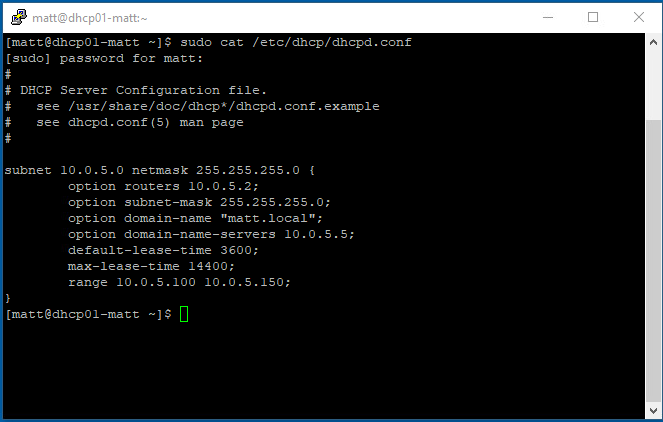 matt@dhcp01-matt:~
[matt@dhcp01-matt ~]$ sudo cat /etc/dhcp/dhcpd.conf
[sudo] password for matt:
#
# DHCP Server Configuration file.
#   see /usr/share/doc/dhcp*/dhcpd.conf.example
#   see dhcpd.conf(5) man page
#

subnet 10.0.5.0 netmask 255.255.255.0 {
        option routers 10.0.5.2;
        option subnet-mask 255.255.255.0;
        option domain-name "matt.local";
        option domain-name-servers 10.0.5.5;
        default-lease-time 3600;
        max-lease-time 14400;
        range 10.0.5.100 10.0.5.150;
}
[matt@dhcp01-matt ~]$